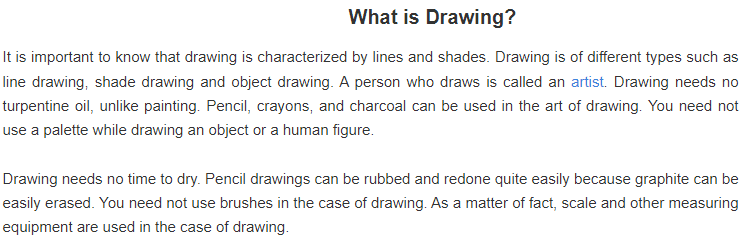 What is Drawing?
It is important to know that drawing is characterized by lines and shades. Drawing is of different types such as
line drawing, shade drawing and object drawing. A person who draws is called an artist. Drawing needs no
turpentine oil, unlike painting. Pencil, crayons, and charcoal can be used in the art of drawing. You need not
use a palette while drawing an object or a human figure.
Drawing needs no time to dry. Pencil drawings can be rubbed and redone quite easily because graphite can be
easily erased. You need not use brushes in the case of drawing. As a matter of fact, scale and other measuring
equipment are used in the case of drawing.